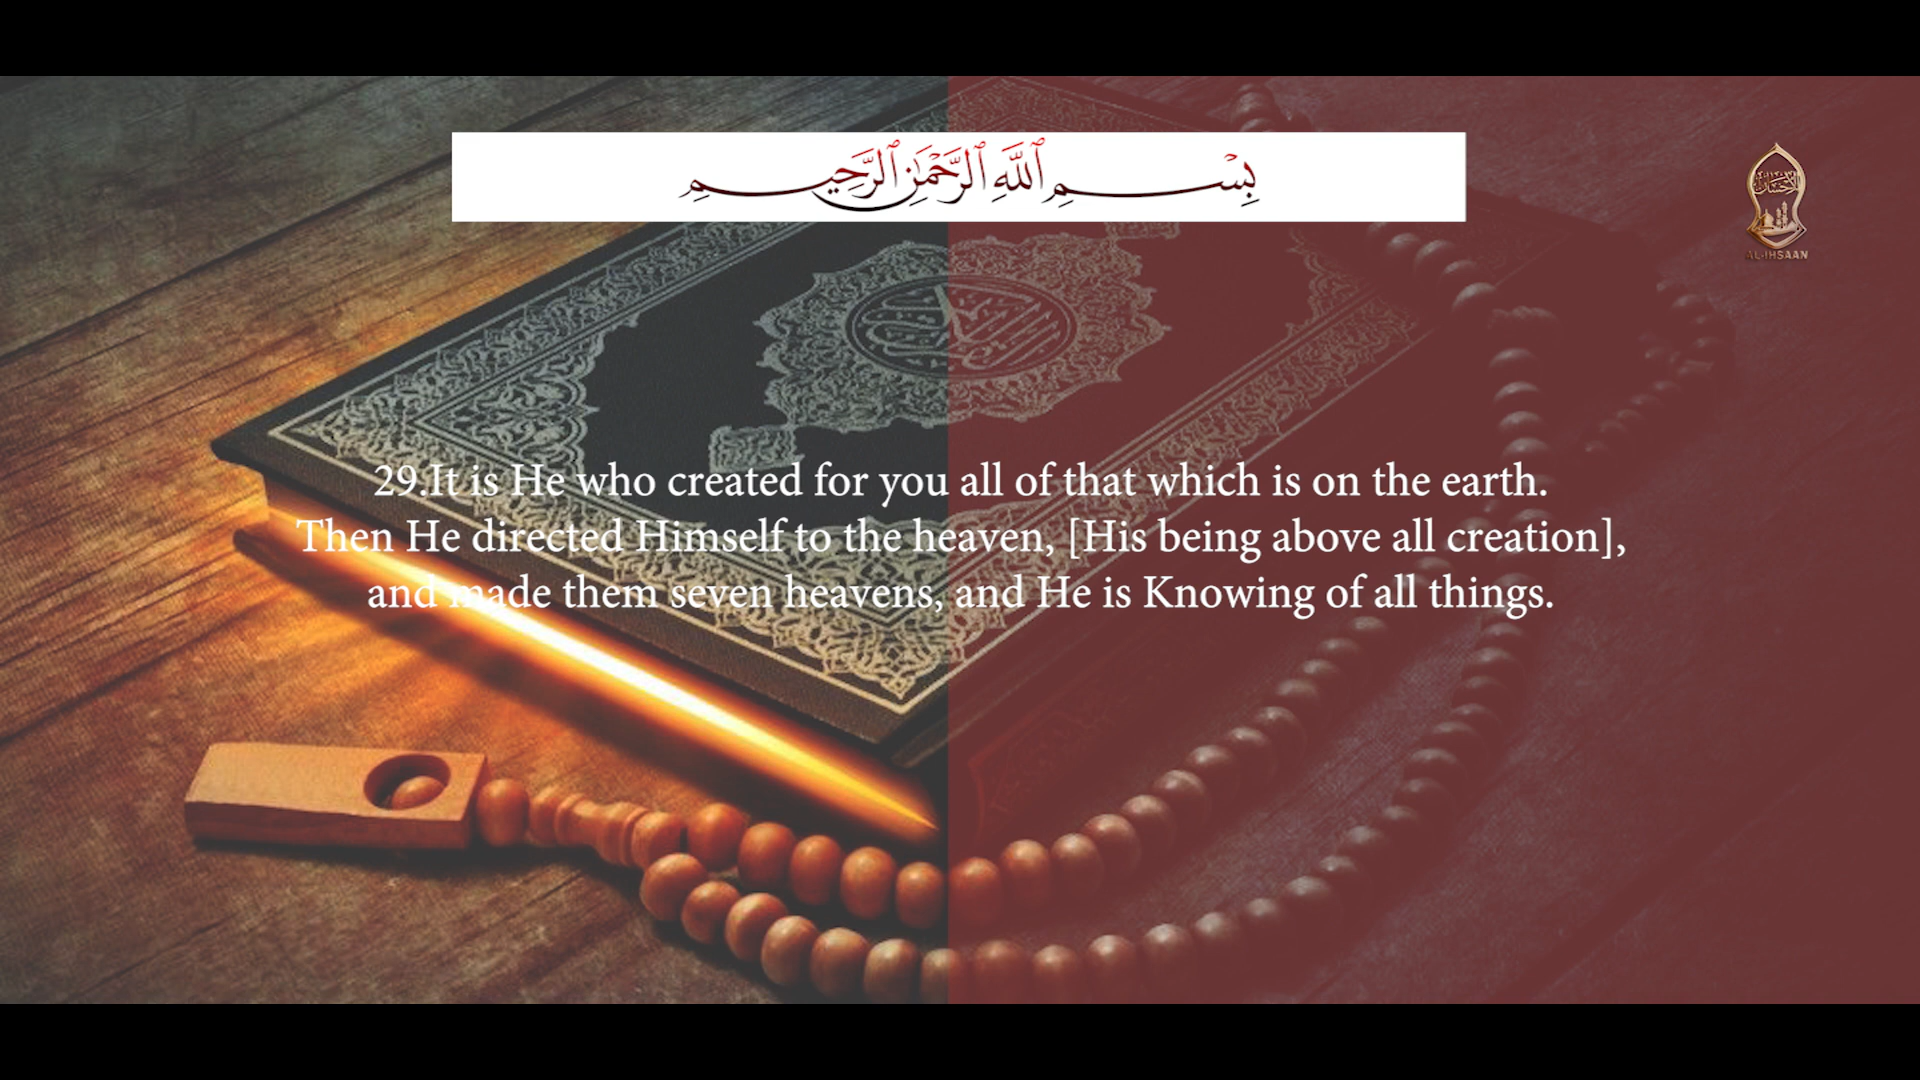 بِسْمِ ٱللَّهِ ٱلرَّحْمَٰنِ ٱلرَّحِيمِ
AL-IHSAAN
29.It is He who created for you all of that which is on the earth.
Then He directed Himself to the heaven, [His being above all creation],
and made them seven heavens, and He is Knowing of all things.